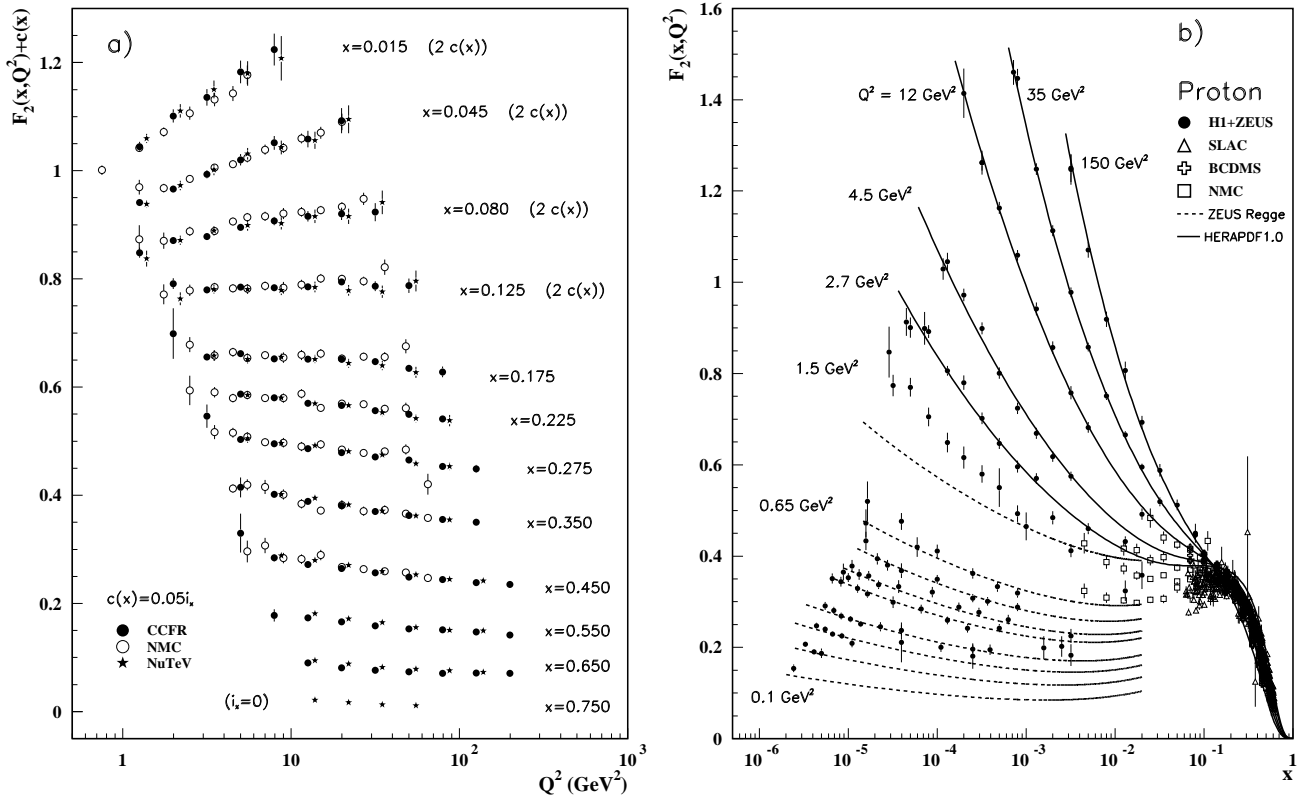 F₂(x,Q²)+c(x)
a)
1.2
1
0.8
0.6
0.4
0.2
0
x=0.015 (2 c(x))
x=0.045 (2 c(x))
x=0.080 (2 c(x))
x=0.125 (2 c(x))
x=0.175
x=0.225
x=0.275
x=0.350
x=0.450
x=0.550
x=0.650
x=0.750
c(x)=0.05iₓ
CCFR
NMC
NuTeV
(iₓ=0)
1
10
10²
10³
Q² (GeV²)
F₂(x,Q²)
b)
1.6
1.4
1.2
1
0.8
0.6
0.4
0.2
0
Q² = 12 GeV²
35 GeV²
150 GeV²
4.5 GeV²
2.7 GeV²
1.5 GeV²
0.65 GeV²
0.1 GeV²
Proton
H1+ZEUS
SLAC
BCDMS
NMC
ZEUS Regge
HERAPDF1.0
10⁻⁶
10⁻⁵
10⁻⁴
10⁻³
10⁻²
10⁻¹
1
x